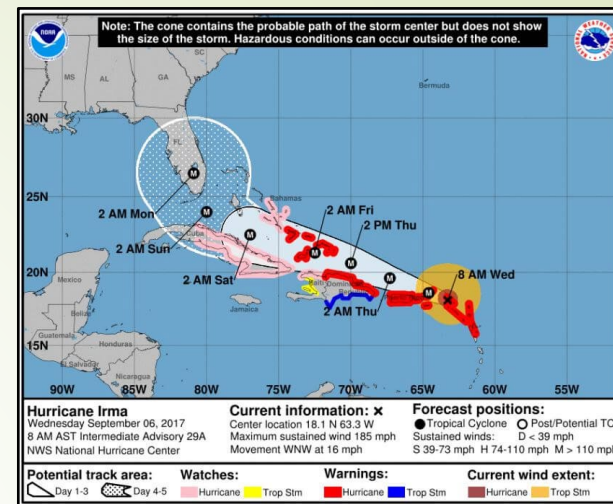 Note: The cone contains the probable path of the storm center but does not show
the size of the storm. Hazardous conditions can occur outside of the cone.
NOAA
MS
AL
GA
SC
Bermuda
30N
FL
2 AM Mon
25N
Bahamas
2 AM Fri
2 PM Thu
2 AM Sun
Cuba
8 AM Wed
20N
2 AM Sat
Mexico
Haiti
Dominican
2 AM Thu
Jamaica
Belize
15N
Guatemala
Honduras
El Salvador
Nicaragua
90W 85W 80W 75W 70W 65W 60W 55W
M M M M M M M
Hurricane Irma
Wednesday September 06, 2017
8 AM AST Intermediate Advisory 29A
NWS National Hurricane Center
Current information: x
Center location 18.1 N 63.3 W
Maximum sustained wind 185 mph
Movement WNW at 16 mph
Forecast positions:
Tropical Cyclone Post/Potential TC
Sustained winds: D < 39 mph
S 39-73 mph H 74-110 mph M > 110 mph
Potential track area:
Day 1-3 Day 4-5
Watches:
Hurricane Trop Stm
Warnings:
Hurricane Trop Stm
Current wind extent:
Hurricane Trop Stm